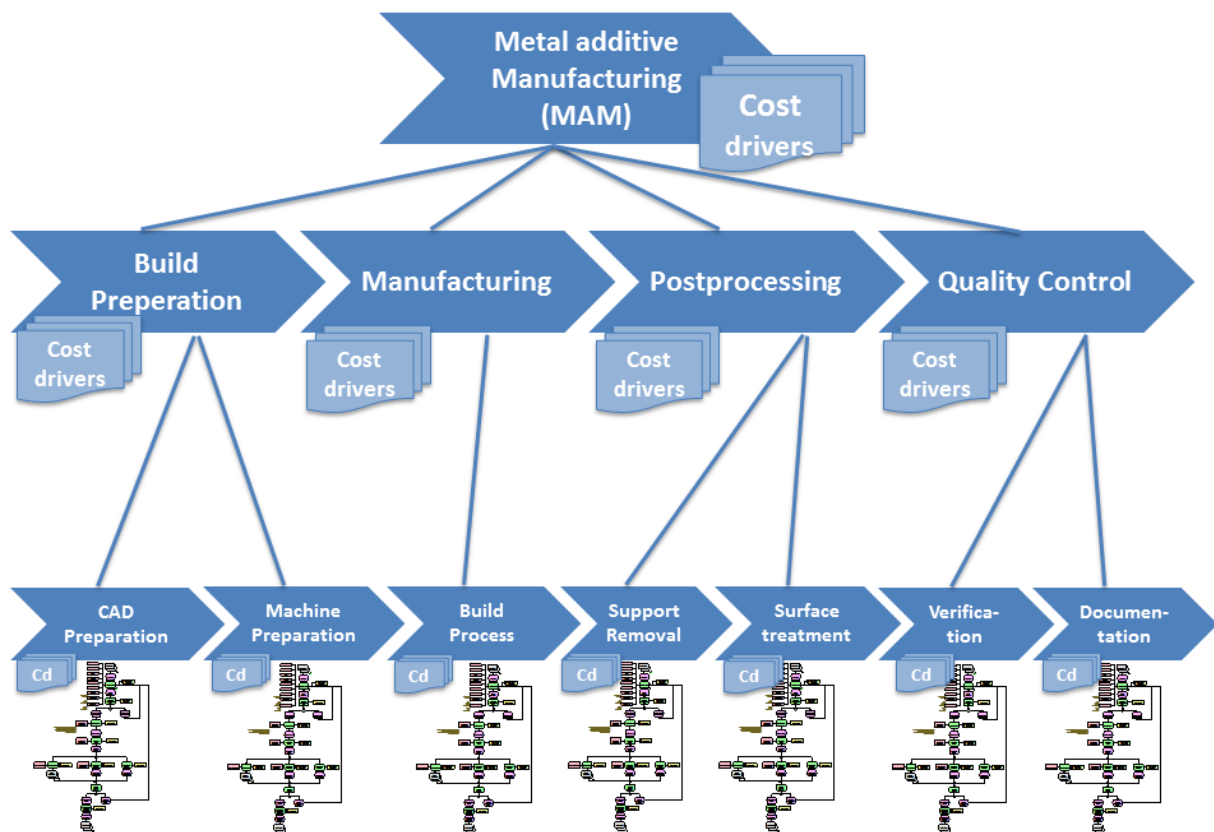 Metal additive
Manufacturing
(MAM)
Cost
drivers
Build
Preperation
Manufacturing
Postprocessing
Quality Control
Cost
drivers
Cost
drivers
Cost
drivers
Cost
drivers
CAD
Preparation
Machine
Preparation
Build
Process
Support
Removal
Surface
treatment
Verifica-
tion
Documen-
tation
Cd
Cd
Cd
Cd
Cd
Cd
Cd